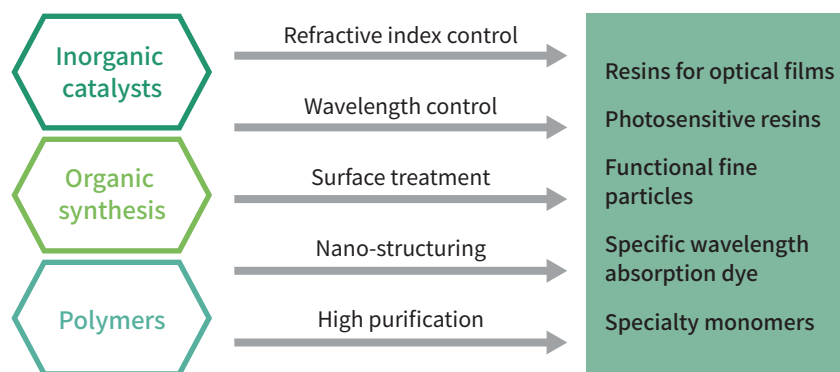 Inorganic
catalysts
Organic
synthesis
Polymers
Refractive index control
Wavelength control
Surface treatment
Nano-structuring
High purification
Resins for optical films
Photosensitive resins
Functional fine
particles
Specific wavelength
absorption dye
Specialty monomers